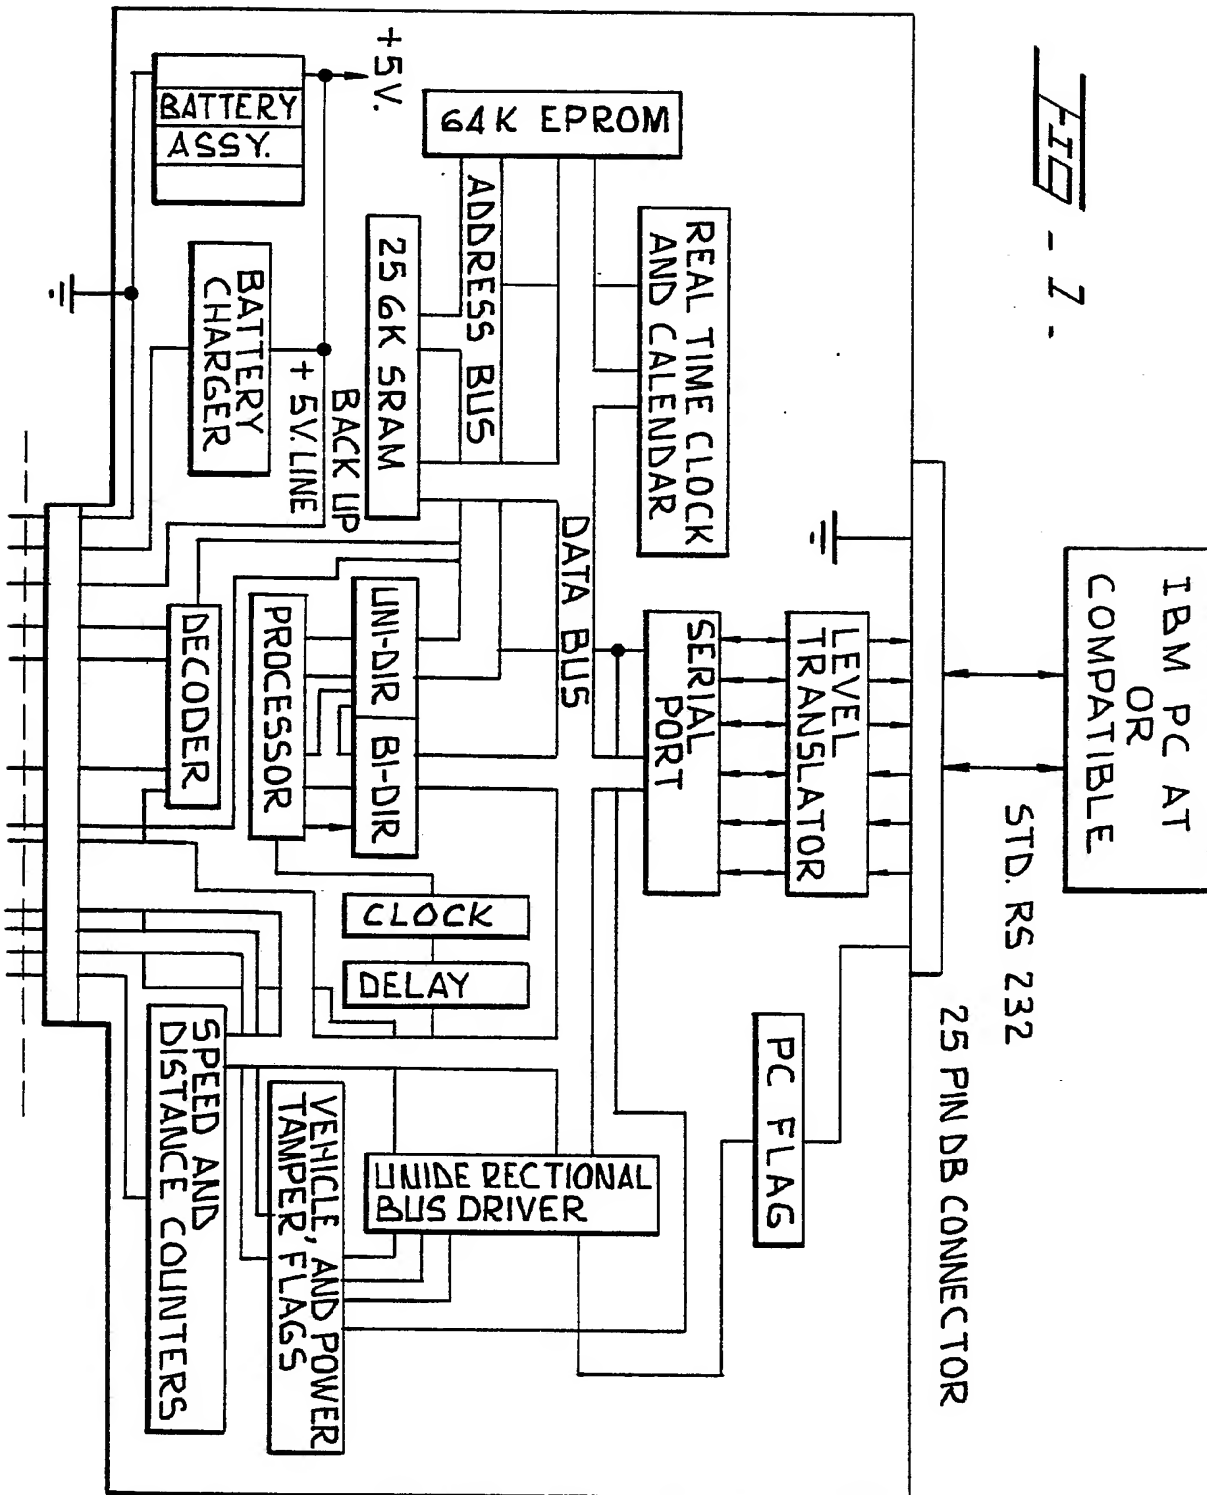 FIG - 1 -
IBM PC AT
OR
COMPATIBLE
STD. RS 232
25 PIN DB CONNECTOR
+5V.
BATTERY
ASSY.
64K EPROM
REAL TIME CLOCK
AND CALENDAR
ADDRESS BUS
256K SRAM
BATTERY
CHARGER
+5V.LINE
BACK UP
DATA BUS
LEVEL
TRANSLATOR
SERIAL
PORT
UNI-DIR
BI-DIR
PROCESSOR
DECODER
CLOCK
DELAY
PC FLAG
UNIDERECTIONAL
BUS DRIVER
VEHICLE, AND POWER
TAMPER, FLAGS
SPEED AND
DISTANCE COUNTERS